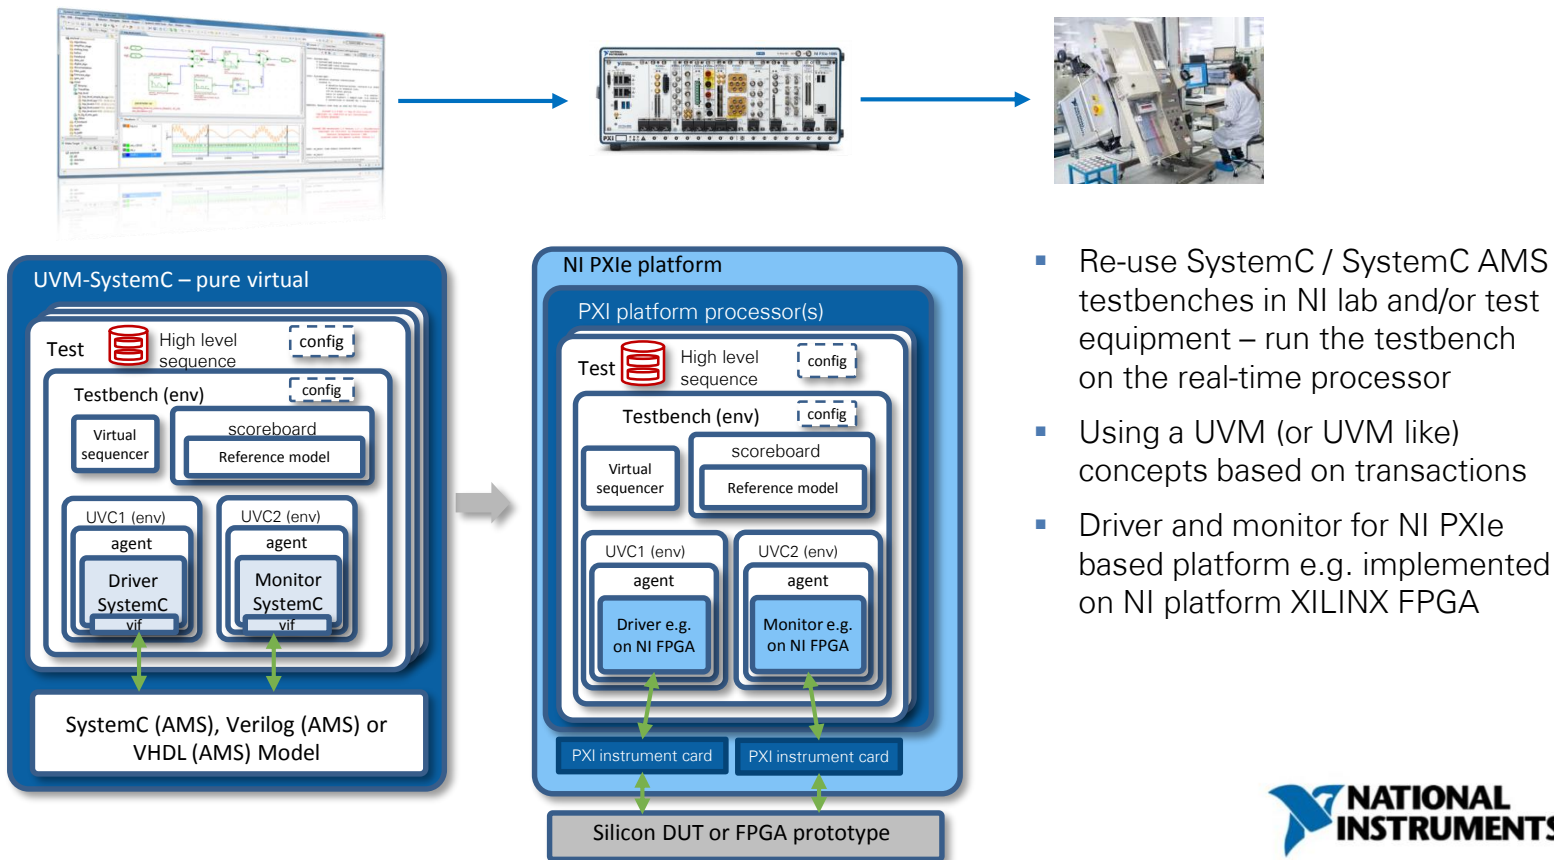 NATIONAL
INSTRUMENTS
NI PXIe
PXI
UVM-SystemC – pure virtual
Test
High level
sequence
config
Testbench (env)
config
Virtual
sequencer
scoreboard
Reference model
UVC1 (env)
agent
Driver
SystemC
vif
UVC2 (env)
agent
Monitor
SystemC
vif
SystemC (AMS), Verilog (AMS) or
VHDL (AMS) Model
NI PXIe platform
PXI platform processor(s)
Test
High level
sequence
config
Testbench (env)
config
Virtual
sequencer
scoreboard
Reference model
UVC1 (env)
agent
Driver e.g.
on NI FPGA
UVC2 (env)
agent
Monitor e.g.
on NI FPGA
PXI instrument card
PXI instrument card
Silicon DUT or FPGA prototype
▪ Re-use SystemC / SystemC AMS
testbenches in NI lab and/or test
equipment – run the testbench
on the real-time processor
▪ Using a UVM (or UVM like)
concepts based on transactions
▪ Driver and monitor for NI PXIe
based platform e.g. implemented
on NI platform XILINX FPGA
NATIONAL
INSTRUMENTS